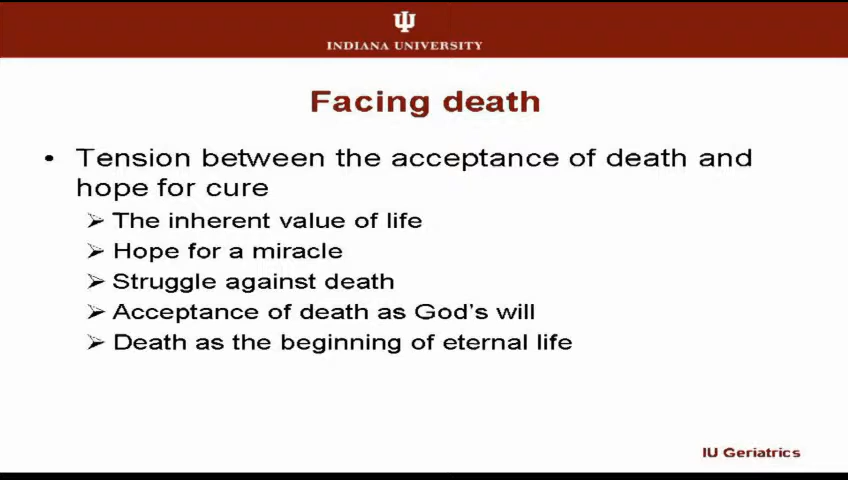 INDIANA UNIVERSITY
Facing death
• Tension between the acceptance of death and
hope for cure
➢ The inherent value of life
➢ Hope for a miracle
➢ Struggle against death
➢ Acceptance of death as God's will
➢ Death as the beginning of eternal life
IU Geriatrics